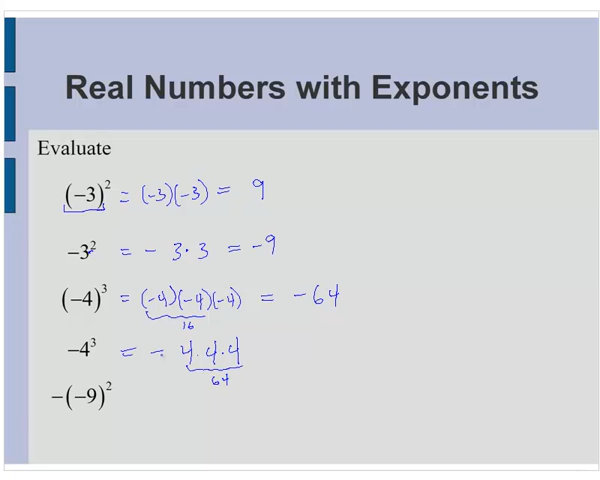 Real Numbers with Exponents
Evaluate
(−3)² = (−3)(−3) = 9
−3² = − 3 · 3 = −9
(−4)³ = (−4)(−4)(−4) = −64
16
−4³ = − 4 · 4 · 4
64
−(−9)²